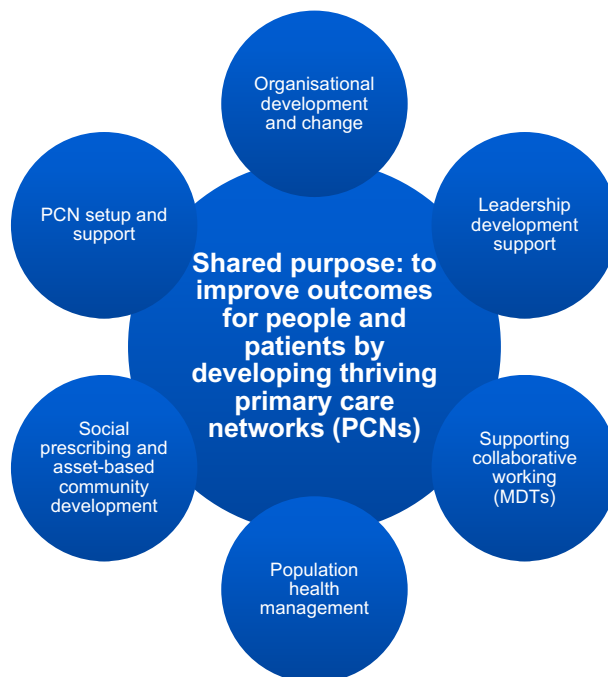 Organisational
development
and change
PCN setup and
support
Leadership
development
support
Shared purpose: to
improve outcomes
for people and
patients by
developing thriving
primary care
networks (PCNs)
Social
prescribing and
asset-based
community
development
Supporting
collaborative
working
(MDTs)
Population
health
management